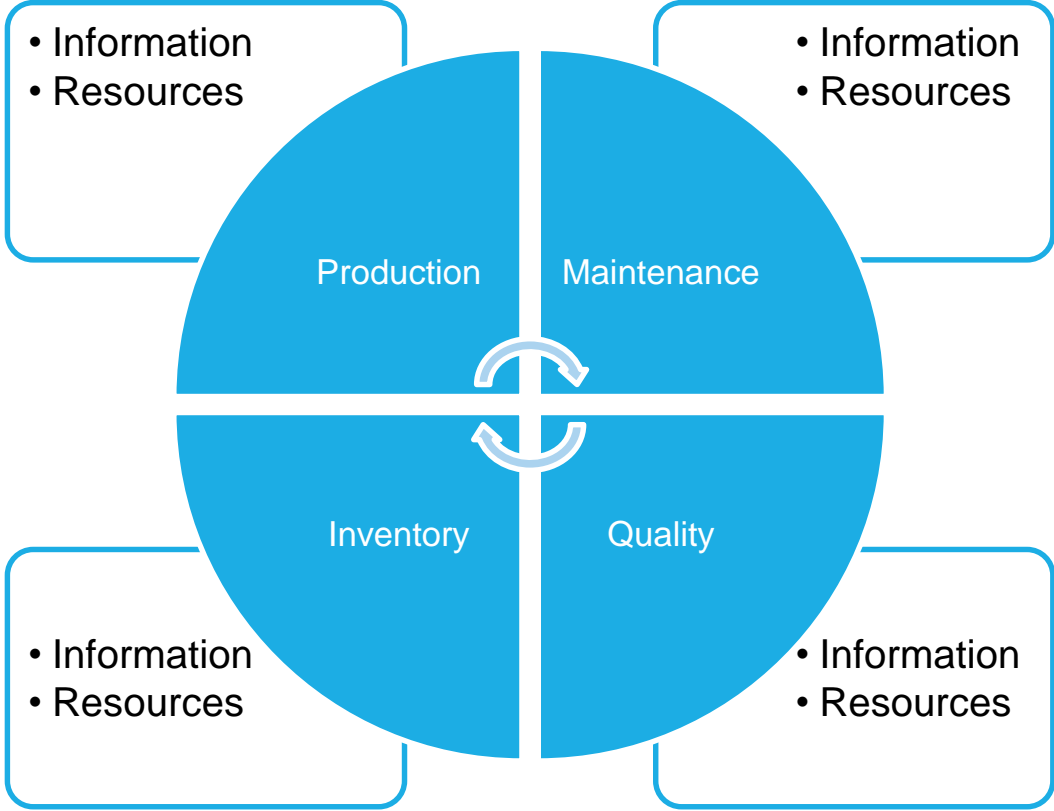 • Information
• Resources
• Information
• Resources
Production
Maintenance
Inventory
Quality
• Information
• Resources
• Information
• Resources